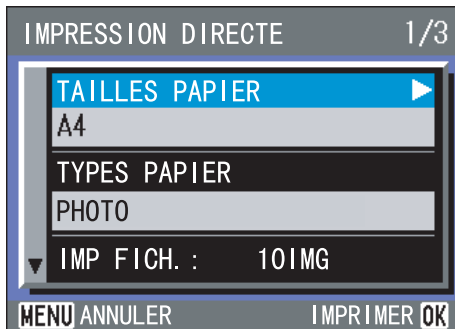 IMPRESSION DIRECTE 1/3
TAILLES PAPIER
A4
TYPES PAPIER
PHOTO
IMP FICH.: 10IMG
MENU ANNULER IMPRIMER OK